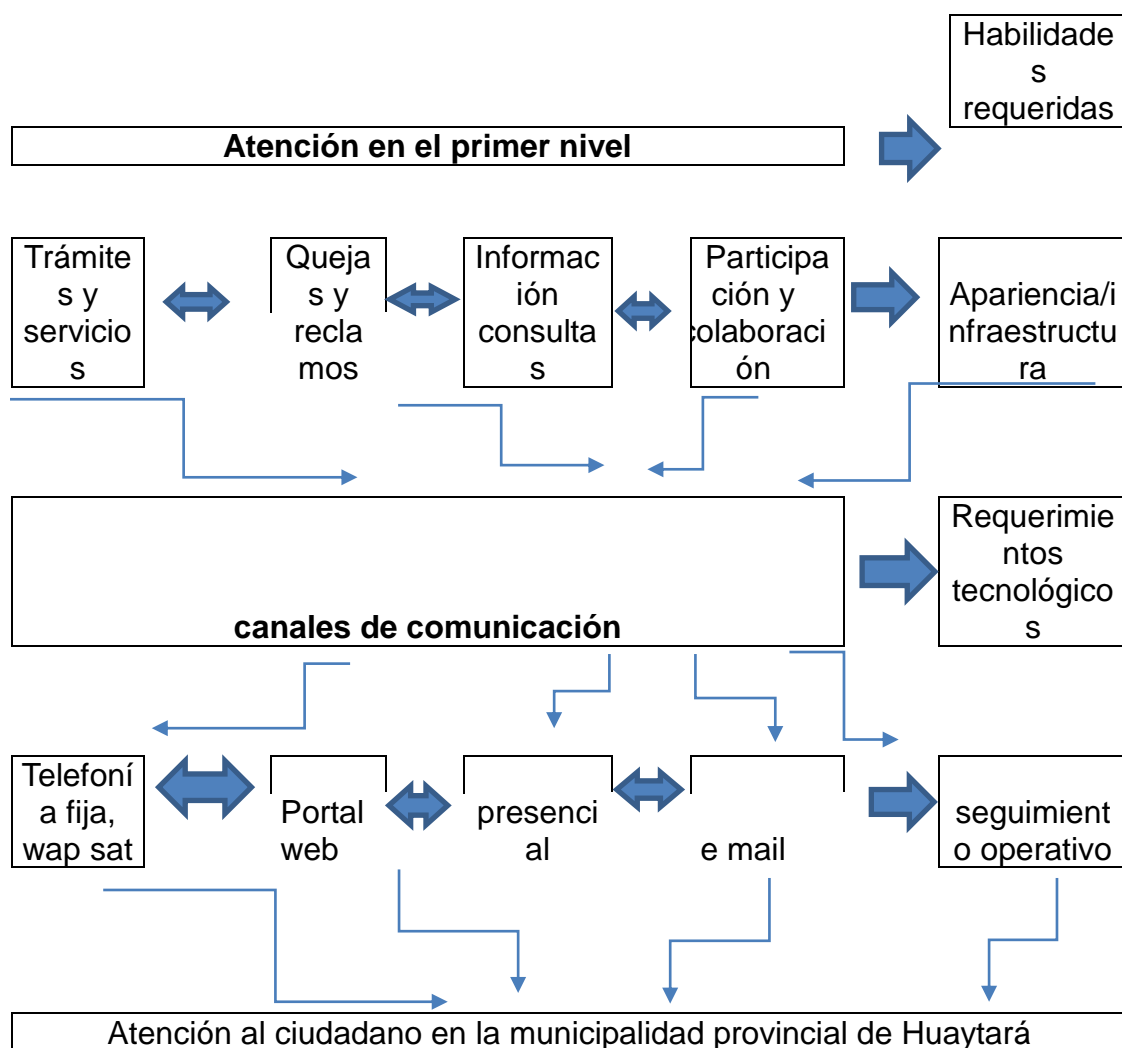 Habilidade
s
requeridas
Atención en el primer nivel
Trámite
s y
servicio
s
Queja
s y
recla
mos
Informac
ión
consulta
s
Participa
ción y
colaboraci
ón
Apariencia/i
nfraestructu
ra
canales de comunicación
Requerimie
ntos
tecnológico
s
Telefoní
a fija,
wap sat
Portal
web
presenci
al
e mail
seguimient
o operativo
Atención al ciudadano en la municipalidad provincial de Huaytará